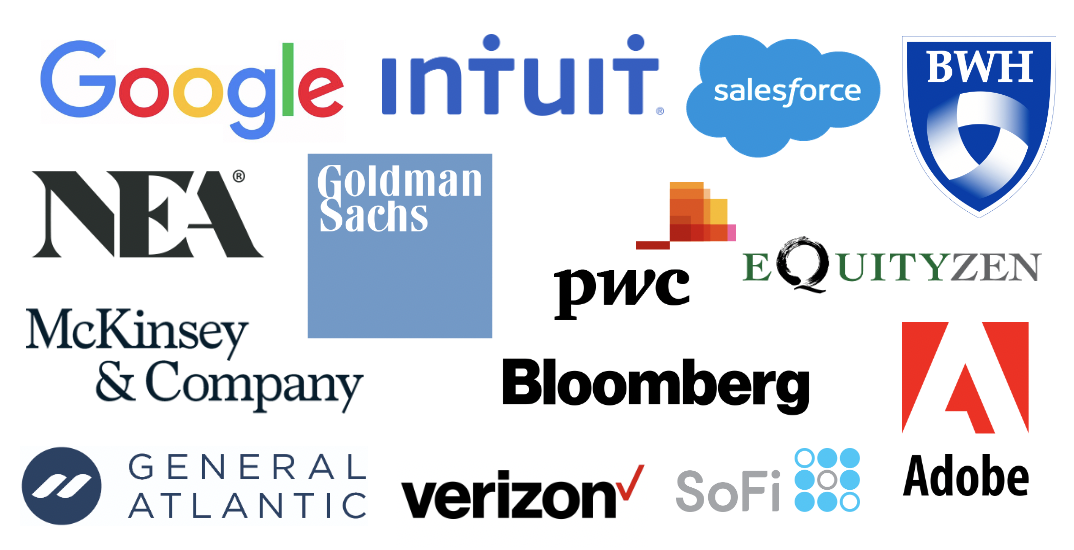 Google
INTUIT®
salesforce
BWH
NEA®
Goldman
Sachs
pwc
EQUITYZEN
McKinsey
& Company
Bloomberg
Adobe
GENERAL
ATLANTIC
verizon
SoFi